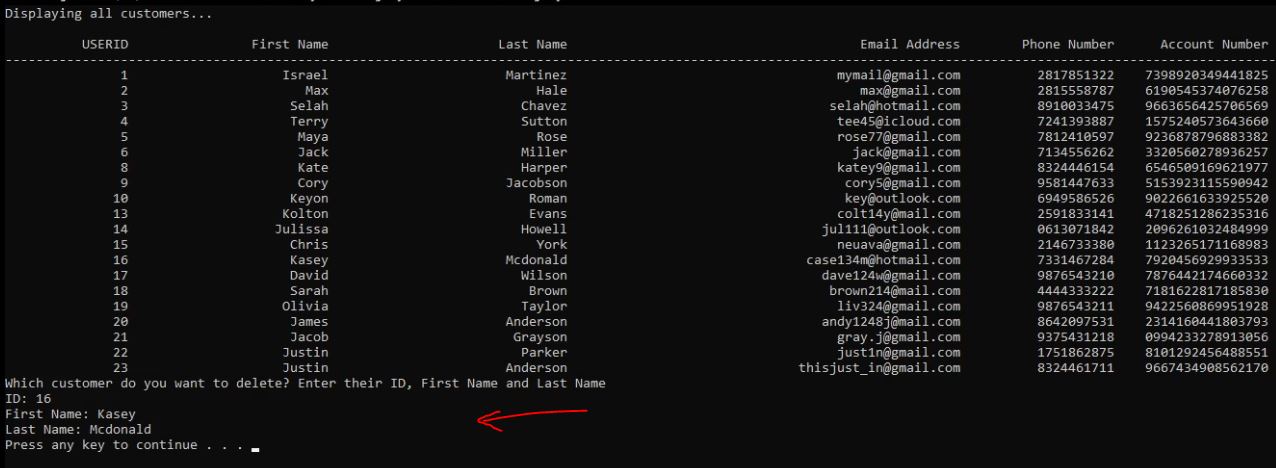 Displaying all customers...
USERID First Name Last Name Email Address Phone Number Account Number
--------------------------------------------------------------------------------
1 Israel Martinez mymail@gmail.com 2817851322 7398920349441825
2 Max Hale max@gmail.com 2815558787 6190545374076258
3 Selah Chavez selah@hotmail.com 8910033475 9663656425706569
4 Terry Sutton tee45@icloud.com 7241393887 1575240573643660
5 Maya Rose rose77@gmail.com 7812410597 9236878796883382
6 Jack Miller jack@gmail.com 7134556262 3320560278936257
8 Kate Harper katey9@gmail.com 8324446154 6546509169621977
9 Cory Jacobson cory5@gmail.com 9581447633 5153923115590942
10 Keyon Roman key@outlook.com 6949586526 9022661633925520
13 Kolton Evans colt14y@mail.com 2591833141 4718251286235316
14 Julissa Howell jul111@outlook.com 0613071842 2096261032484999
15 Chris York neuava@gmail.com 2146733380 1123265171168983
16 Kasey Mcdonald case134m@hotmail.com 7331467284 7920456929933533
17 David Wilson dave124w@gmail.com 9876543210 7876442174660332
18 Sarah Brown brown214@mail.com 4444333222 7181622817185830
19 Olivia Taylor liv324@gmail.com 9876543211 9422560869951928
20 James Anderson andy1248j@mail.com 8642097531 2314160441803793
21 Jacob Grayson gray.j@gmail.com 9375431218 0994233278913056
22 Justin Parker just1n@gmail.com 1751862875 8101292456488551
23 Justin Anderson thisjust_in@gmail.com 8324461711 9667434908562170
Which customer do you want to delete? Enter their ID, First Name and Last Name
ID: 16
First Name: Kasey
Last Name: Mcdonald
Press any key to continue . . .